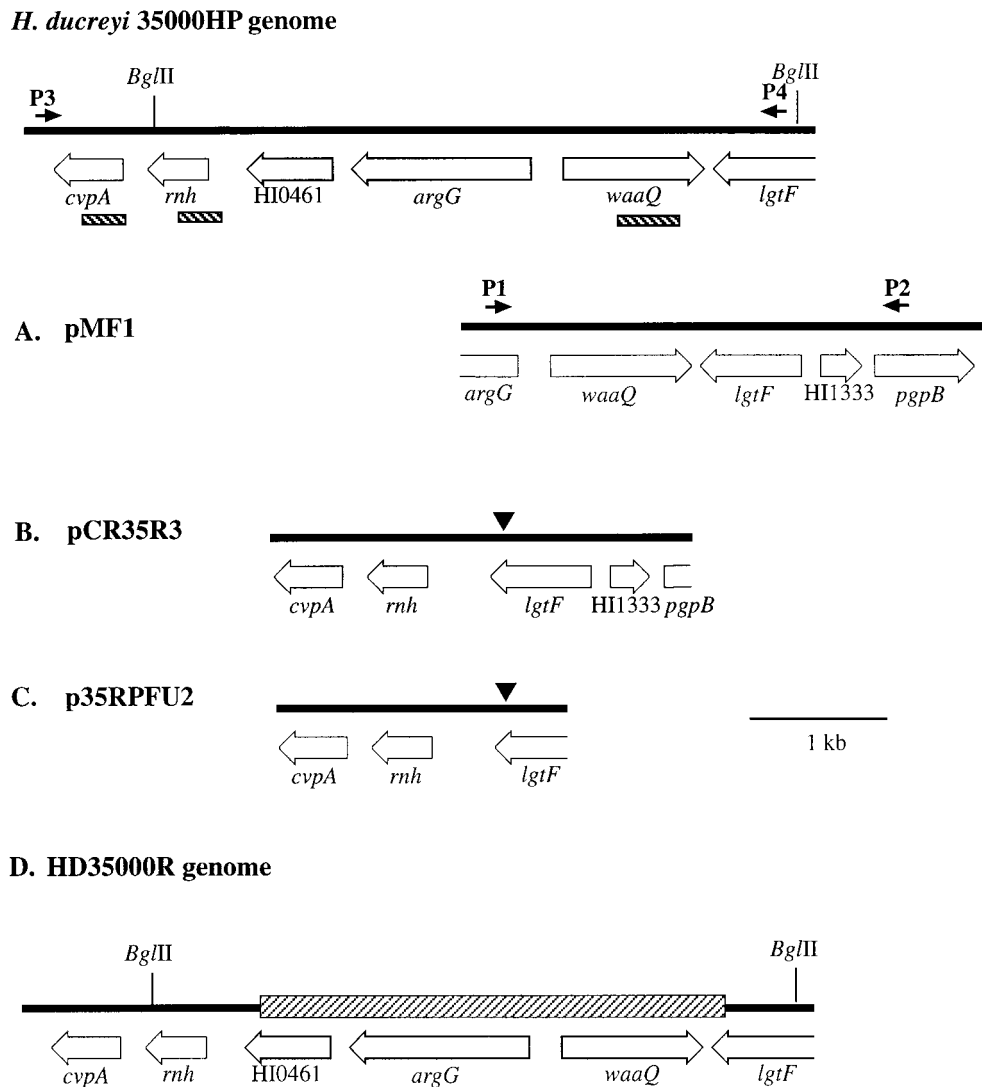 H. ducreyi 35000HP genome
BglII BglII
P3 P4
cvpA rnh HI0461 argG waaQ lgtF
P1 P2
A. pMF1
argG waaQ lgtF HI1333 pgpB
B. pCR35R3
cvpA rnh lgtF HI1333 pgpB
C. p35RPFU2
1 kb
cvpA rnh lgtF
D. HD35000R genome
BglII BglII
cvpA rnh HI0461 argG waaQ lgtF